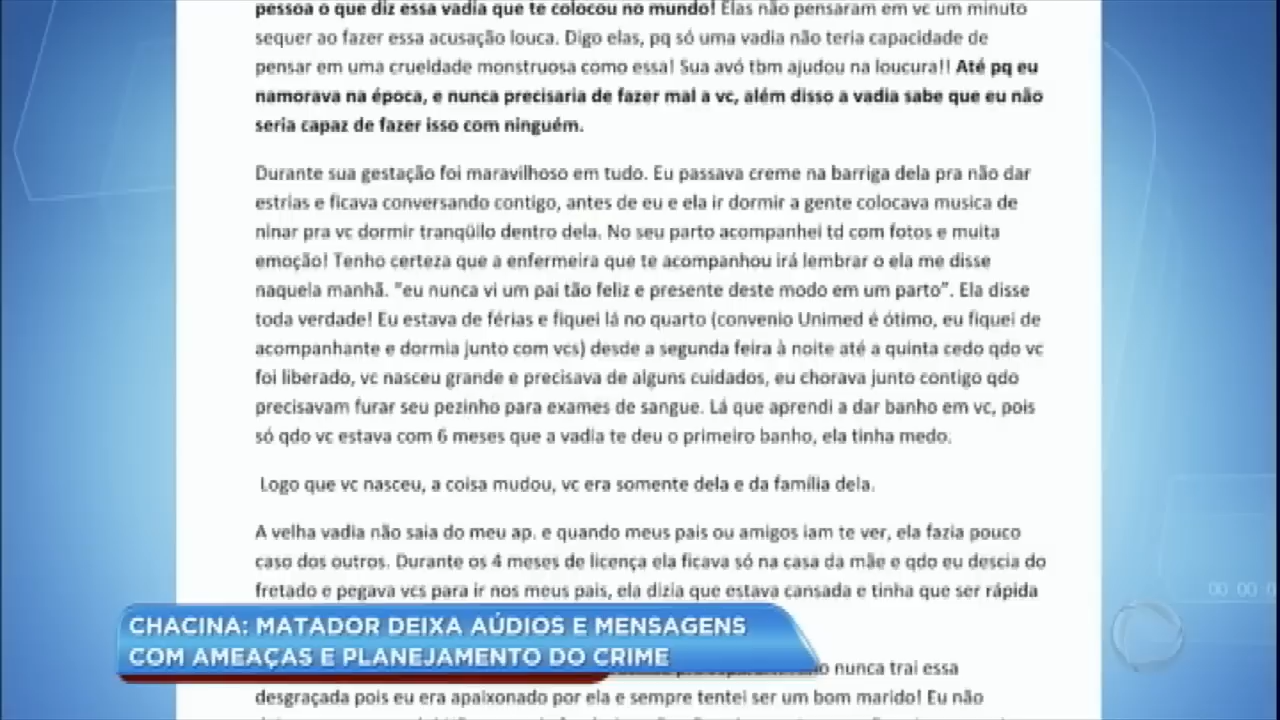 pessoa o que diz essa vadia que te colocou no mundo! Elas não pensaram em vc um minuto
sequer ao fazer essa acusação louca. Digo elas, pq só uma vadia não teria capacidade de
pensar em uma crueldade monstruosa como essa! Sua avó tbm ajudou na loucura!! Até pq eu
namorava na época, e nunca precisaria de fazer mal a vc, além disso a vadia sabe que eu não
seria capaz de fazer isso com ninguém.
Durante sua gestação foi maravilhoso em tudo. Eu passava creme na barriga dela pra não dar
estrias e ficava conversando contigo, antes de eu e ela ir dormir a gente colocava musica de
ninar pra vc dormir tranqüilo dentro dela. No seu parto acompanhei td com fotos e muita
emoção! Tenho certeza que a enfermeira que te acompanhou irá lembrar o ela me disse
naquela manhã. "eu nunca vi um pai tão feliz e presente deste modo em um parto". Ela disse
toda verdade! Eu estava de férias e fiquei lá no quarto (convenio Unimed é ótimo, eu fiquei de
acompanhante e dormia junto com vcs) desde a segunda feira à noite até a quinta cedo qdo vc
foi liberado, vc nasceu grande e precisava de alguns cuidados, eu chorava junto contigo qdo
precisavam furar seu pezinho para exames de sangue. Lá que aprendi a dar banho em vc, pois
só qdo vc estava com 6 meses que a vadia te deu o primeiro banho, ela tinha medo.
Logo que vc nasceu, a coisa mudou, vc era somente dela e da família dela.
A velha vadia não saia do meu ap. e quando meus pais ou amigos iam te ver, ela fazia pouco
caso dos outros. Durante os 4 meses de licença ela ficava só na casa da mãe e qdo eu descia do
fretado e pegava vcs para ir nos meus pais, ela dizia que estava cansada e tinha que ser rápida
CHACINA: MATADOR DEIXA AÚDIOS E MENSAGENS
COM AMEAÇAS E PLANEJAMENTO DO CRIME
nunca trai essa
desgraçada pois eu era apaixonado por ela e sempre tentei ser um bom marido! Eu não